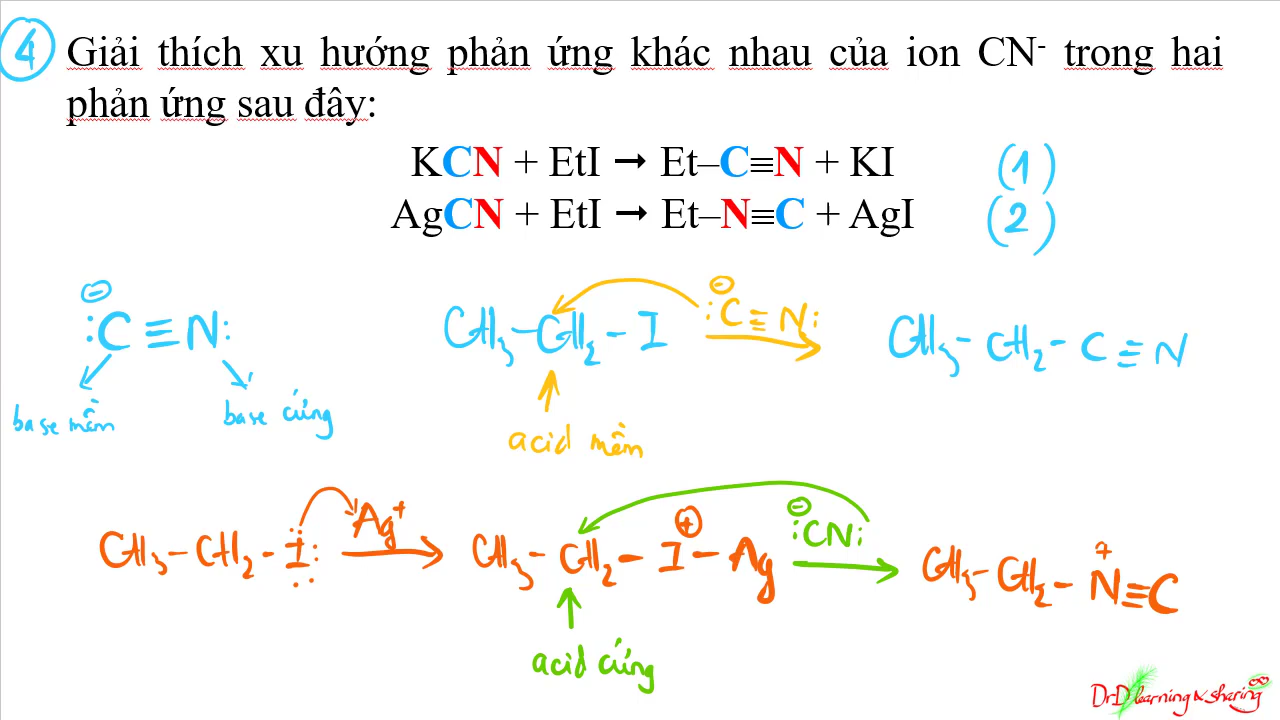 4 Giải thích xu hướng phản ứng khác nhau của ion CN⁻ trong hai
phản ứng sau đây:
KCN + EtI → Et–C≡N + KI (1)
AgCN + EtI → Et–N≡C + AgI (2)
⊖
:C≡N:
base mềm
base cứng
CH₃-CH₂-I
⊖
:C≡N:
CH₃-CH₂-C≡N
acid mềm
CH₃-CH₂-I:
Ag⁺
CH₃-CH₂-I-Ag
⊕
⊖
:CN:
CH₃-CH₂-N≡C
+
acid cứng
DrD learning & sharing